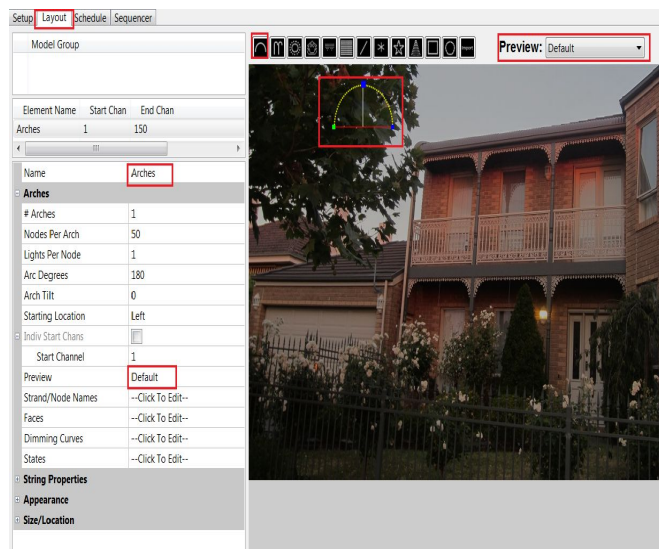 Setup Layout Schedule Sequencer
Model Group
Preview: Default
Element Name Start Chan End Chan
Arches 1 150
Name Arches
Arches
# Arches 1
Nodes Per Arch 50
Lights Per Node 1
Arc Degrees 180
Arch Tilt 0
Starting Location Left
Indiv Start Chans
Start Channel 1
Preview Default
Strand/Node Names --Click To Edit--
Faces --Click To Edit--
Dimming Curves --Click To Edit--
States --Click To Edit--
String Properties
Appearance
Size/Location